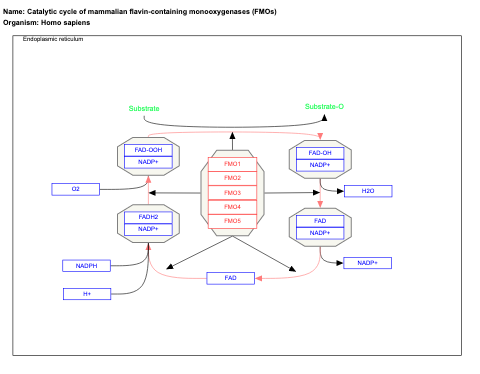 Name: Catalytic cycle of mammalian flavin-containing monooxygenases (FMOs)
Organism: Homo sapiens
Endoplasmic reticulum
Substrate
Substrate-O
FAD-OOH
NADP+
FAD-OH
NADP+
FMO1
FMO2
FMO3
FMO4
FMO5
O2
H2O
FADH2
NADP+
FAD
NADP+
NADPH
NADP+
FAD
H+